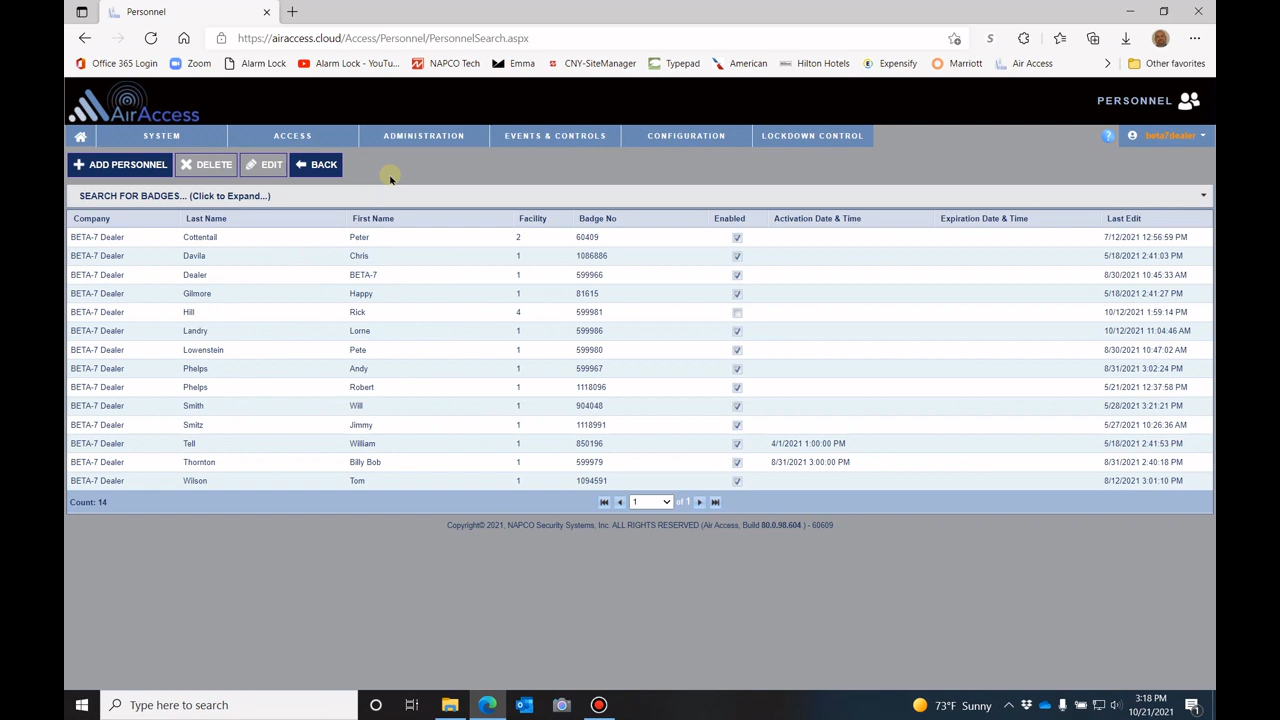 Personnel
https://airaccess.cloud/Access/Personnel/PersonnelSearch.aspx
Office 365 Login Zoom Alarm Lock Alarm Lock - YouTu... NAPCO Tech Emma CNY-SiteManager Typepad American Hilton Hotels Expensify Marriott Air Access Other favorites
AirAccess PERSONNEL
SYSTEM ACCESS ADMINISTRATION EVENTS & CONTROLS CONFIGURATION LOCKDOWN CONTROL ? beta7dealer
ADD PERSONNEL DELETE EDIT BACK
SEARCH FOR BADGES... (Click to Expand...)
Company Last Name First Name Facility Badge No Enabled Activation Date & Time Expiration Date & Time Last Edit
BETA-7 Dealer Cottentail Peter 2 60409 7/12/2021 12:56:59 PM
BETA-7 Dealer Davila Chris 1 1086886 5/18/2021 2:41:03 PM
BETA-7 Dealer Dealer BETA-7 1 599966 8/30/2021 10:45:33 AM
BETA-7 Dealer Gilmore Happy 1 81615 5/18/2021 2:41:27 PM
BETA-7 Dealer Hill Rick 4 599981 10/12/2021 1:59:14 PM
BETA-7 Dealer Landry Lorne 1 599986 10/12/2021 11:04:46 AM
BETA-7 Dealer Lowenstein Pete 1 599980 8/30/2021 10:47:02 AM
BETA-7 Dealer Phelps Andy 1 599967 8/31/2021 3:02:24 PM
BETA-7 Dealer Phelps Robert 1 1118096 5/21/2021 12:37:58 PM
BETA-7 Dealer Smith Will 1 904048 5/28/2021 3:21:21 PM
BETA-7 Dealer Smitz Jimmy 1 1118991 5/27/2021 10:26:36 AM
BETA-7 Dealer Tell William 1 850196 4/1/2021 1:00:00 PM 5/18/2021 2:41:53 PM
BETA-7 Dealer Thornton Billy Bob 1 599979 8/31/2021 3:00:00 PM 8/31/2021 2:40:18 PM
BETA-7 Dealer Wilson Tom 1 1094591 8/12/2021 3:01:10 PM
Count: 14 1 of 1
Copyright© 2021, NAPCO Security Systems, Inc. ALL RIGHTS RESERVED (Air Access, Build 80.0.98.604 ) - 60609
Type here to search 73°F Sunny 3:18 PM
10/21/2021 1